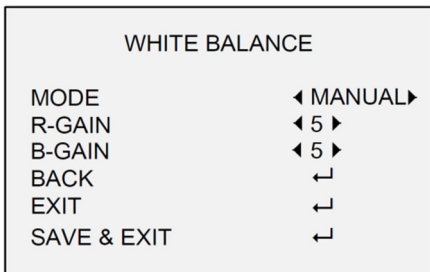 WHITE BALANCE
MODE ◀ MANUAL▶
R-GAIN ◀ 5 ▶
B-GAIN ◀ 5 ▶
BACK ↵
EXIT ↵
SAVE & EXIT ↵